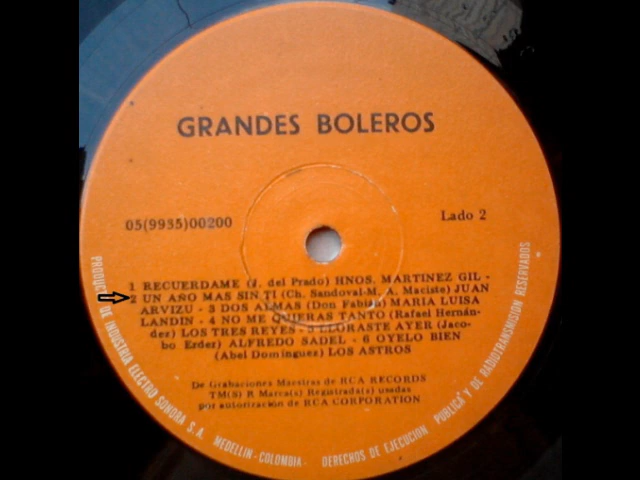 GRANDES BOLEROS
05(9935)00200
Lado 2
1 RECUERDAME (J. del Prado) HNOS. MARTINEZ GIL -
2 UN AÑO MAS SIN TI (Ch. Sandoval-M. A. Maciste) JUAN
ARVIZU - 3 DOS ALMAS (Don Fabian) MARIA LUISA
LANDIN - 4 NO ME QUIERAS TANTO (Rafael Hernán-
dez) LOS TRES REYES - 5 LLORASTE AYER (Jaco-
bo Erder) ALFREDO SADEL - 6 OYELO BIEN
(Abel Domínguez) LOS ASTROS
De Grabaciones Maestras de RCA RECORDS
TM(S) R Marca(s) Registrada(s) usadas
por autorización de RCA CORPORATION
PRODUCTO DE INDUSTRIA ELECTRO SONORA S.A. MEDELLIN-COLOMBIA- DERECHOS DE EJECUCION PUBLICA Y DE RADIOTRANSMISION RESERVADOS